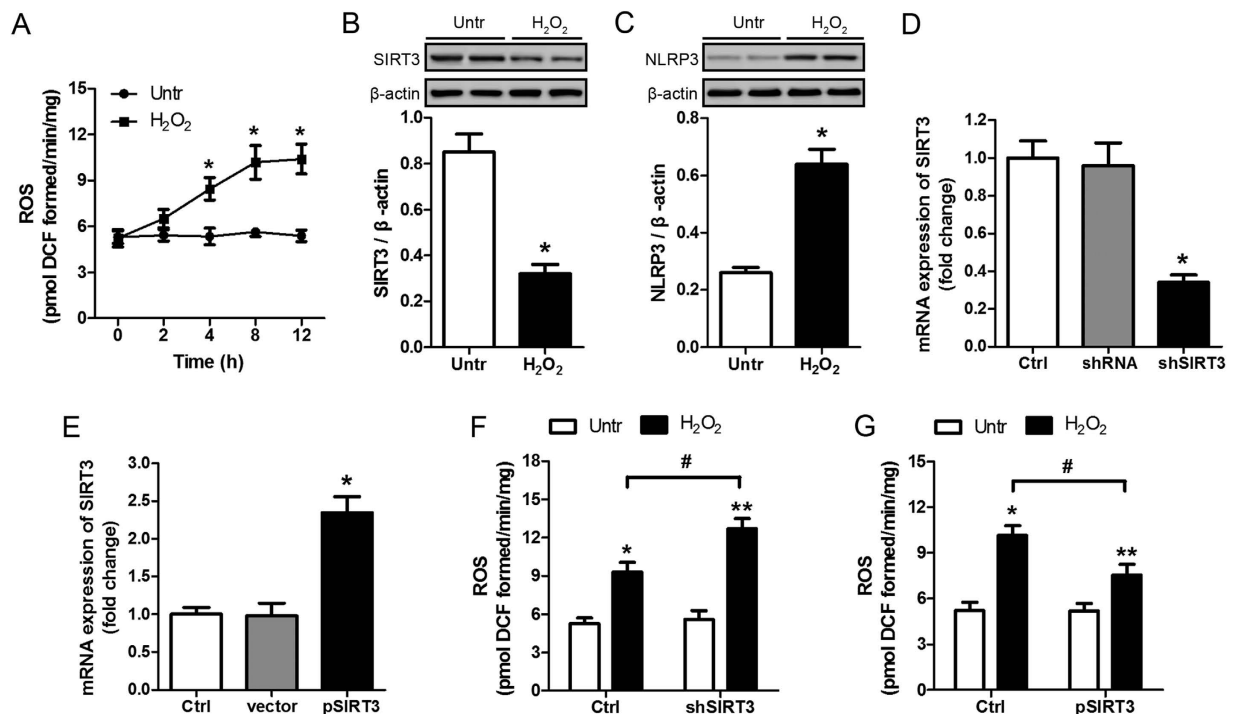 A
Untr
H₂O₂
*
*
*
15
12
9
6
3
0
ROS
(pmol DCF formed/min/mg)
0 2 4 8 12
Time (h)
B
Untr H₂O₂
SIRT3
β-actin
1.0
0.8
0.6
0.4
0.2
0.0
SIRT3 / β -actin
*
Untr H₂O₂
C
Untr H₂O₂
NLRP3
β-actin
0.8
0.6
0.4
0.2
0.0
NLRP3 / β -actin
*
Untr H₂O₂
D
1.2
1.0
0.8
0.6
0.4
0.2
0.0
mRNA expression of SIRT3
(fold change)
*
Ctrl shRNA shSIRT3
E
3.0
2.5
2.0
1.5
1.0
0.5
0.0
mRNA expression of SIRT3
(fold change)
*
Ctrl vector pSIRT3
F
Untr H₂O₂
18
15
12
9
6
3
0
ROS
(pmol DCF formed/min/mg)
#
*
**
Ctrl shSIRT3
G
Untr H₂O₂
15
12
9
6
3
0
ROS
(pmol DCF formed/min/mg)
#
*
**
Ctrl pSIRT3